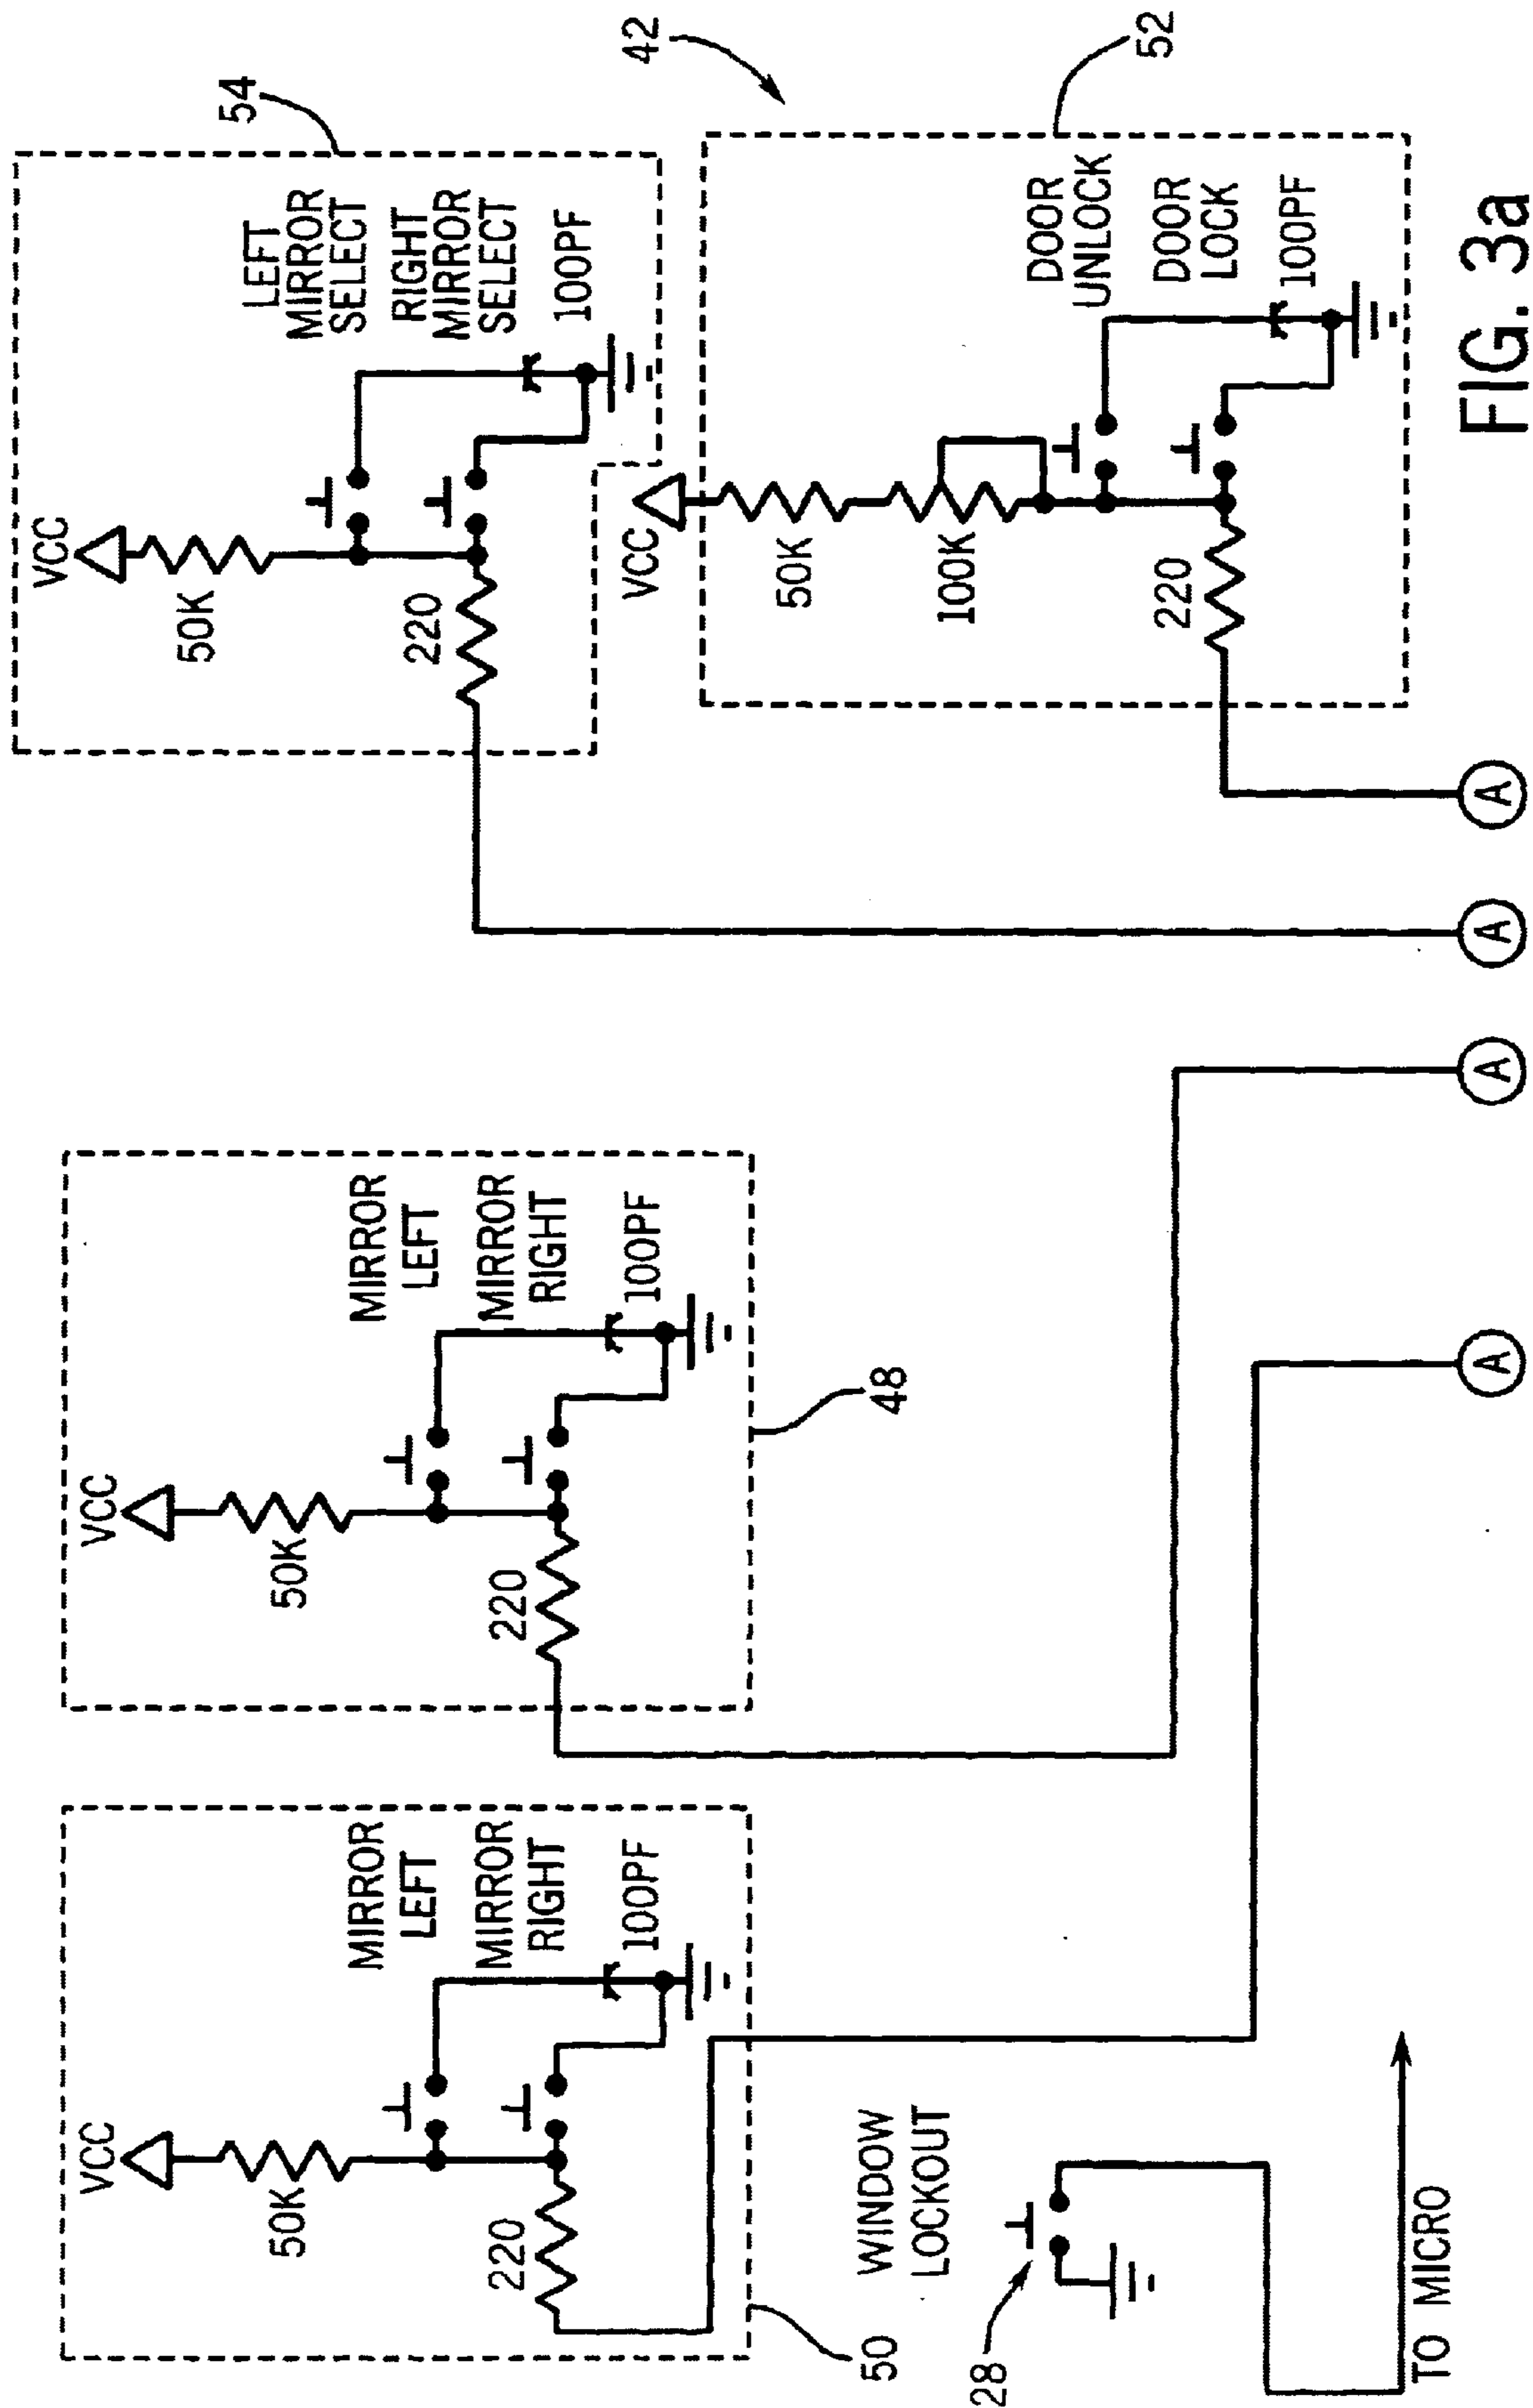 VCC
50K
220
MIRROR
LEFT
MIRROR
RIGHT
100PF
50
VCC
50K
220
MIRROR
LEFT
MIRROR
RIGHT
100PF
48
VCC
50K
220
LEFT
MIRROR
SELECT
RIGHT
MIRROR
SELECT
100PF
54
42
VCC
50K
100K
220
DOOR
UNLOCK
DOOR
LOCK
100PF
52
WINDOW
LOCKOUT
28
TO MICRO
A
A
A
A
FIG. 3a